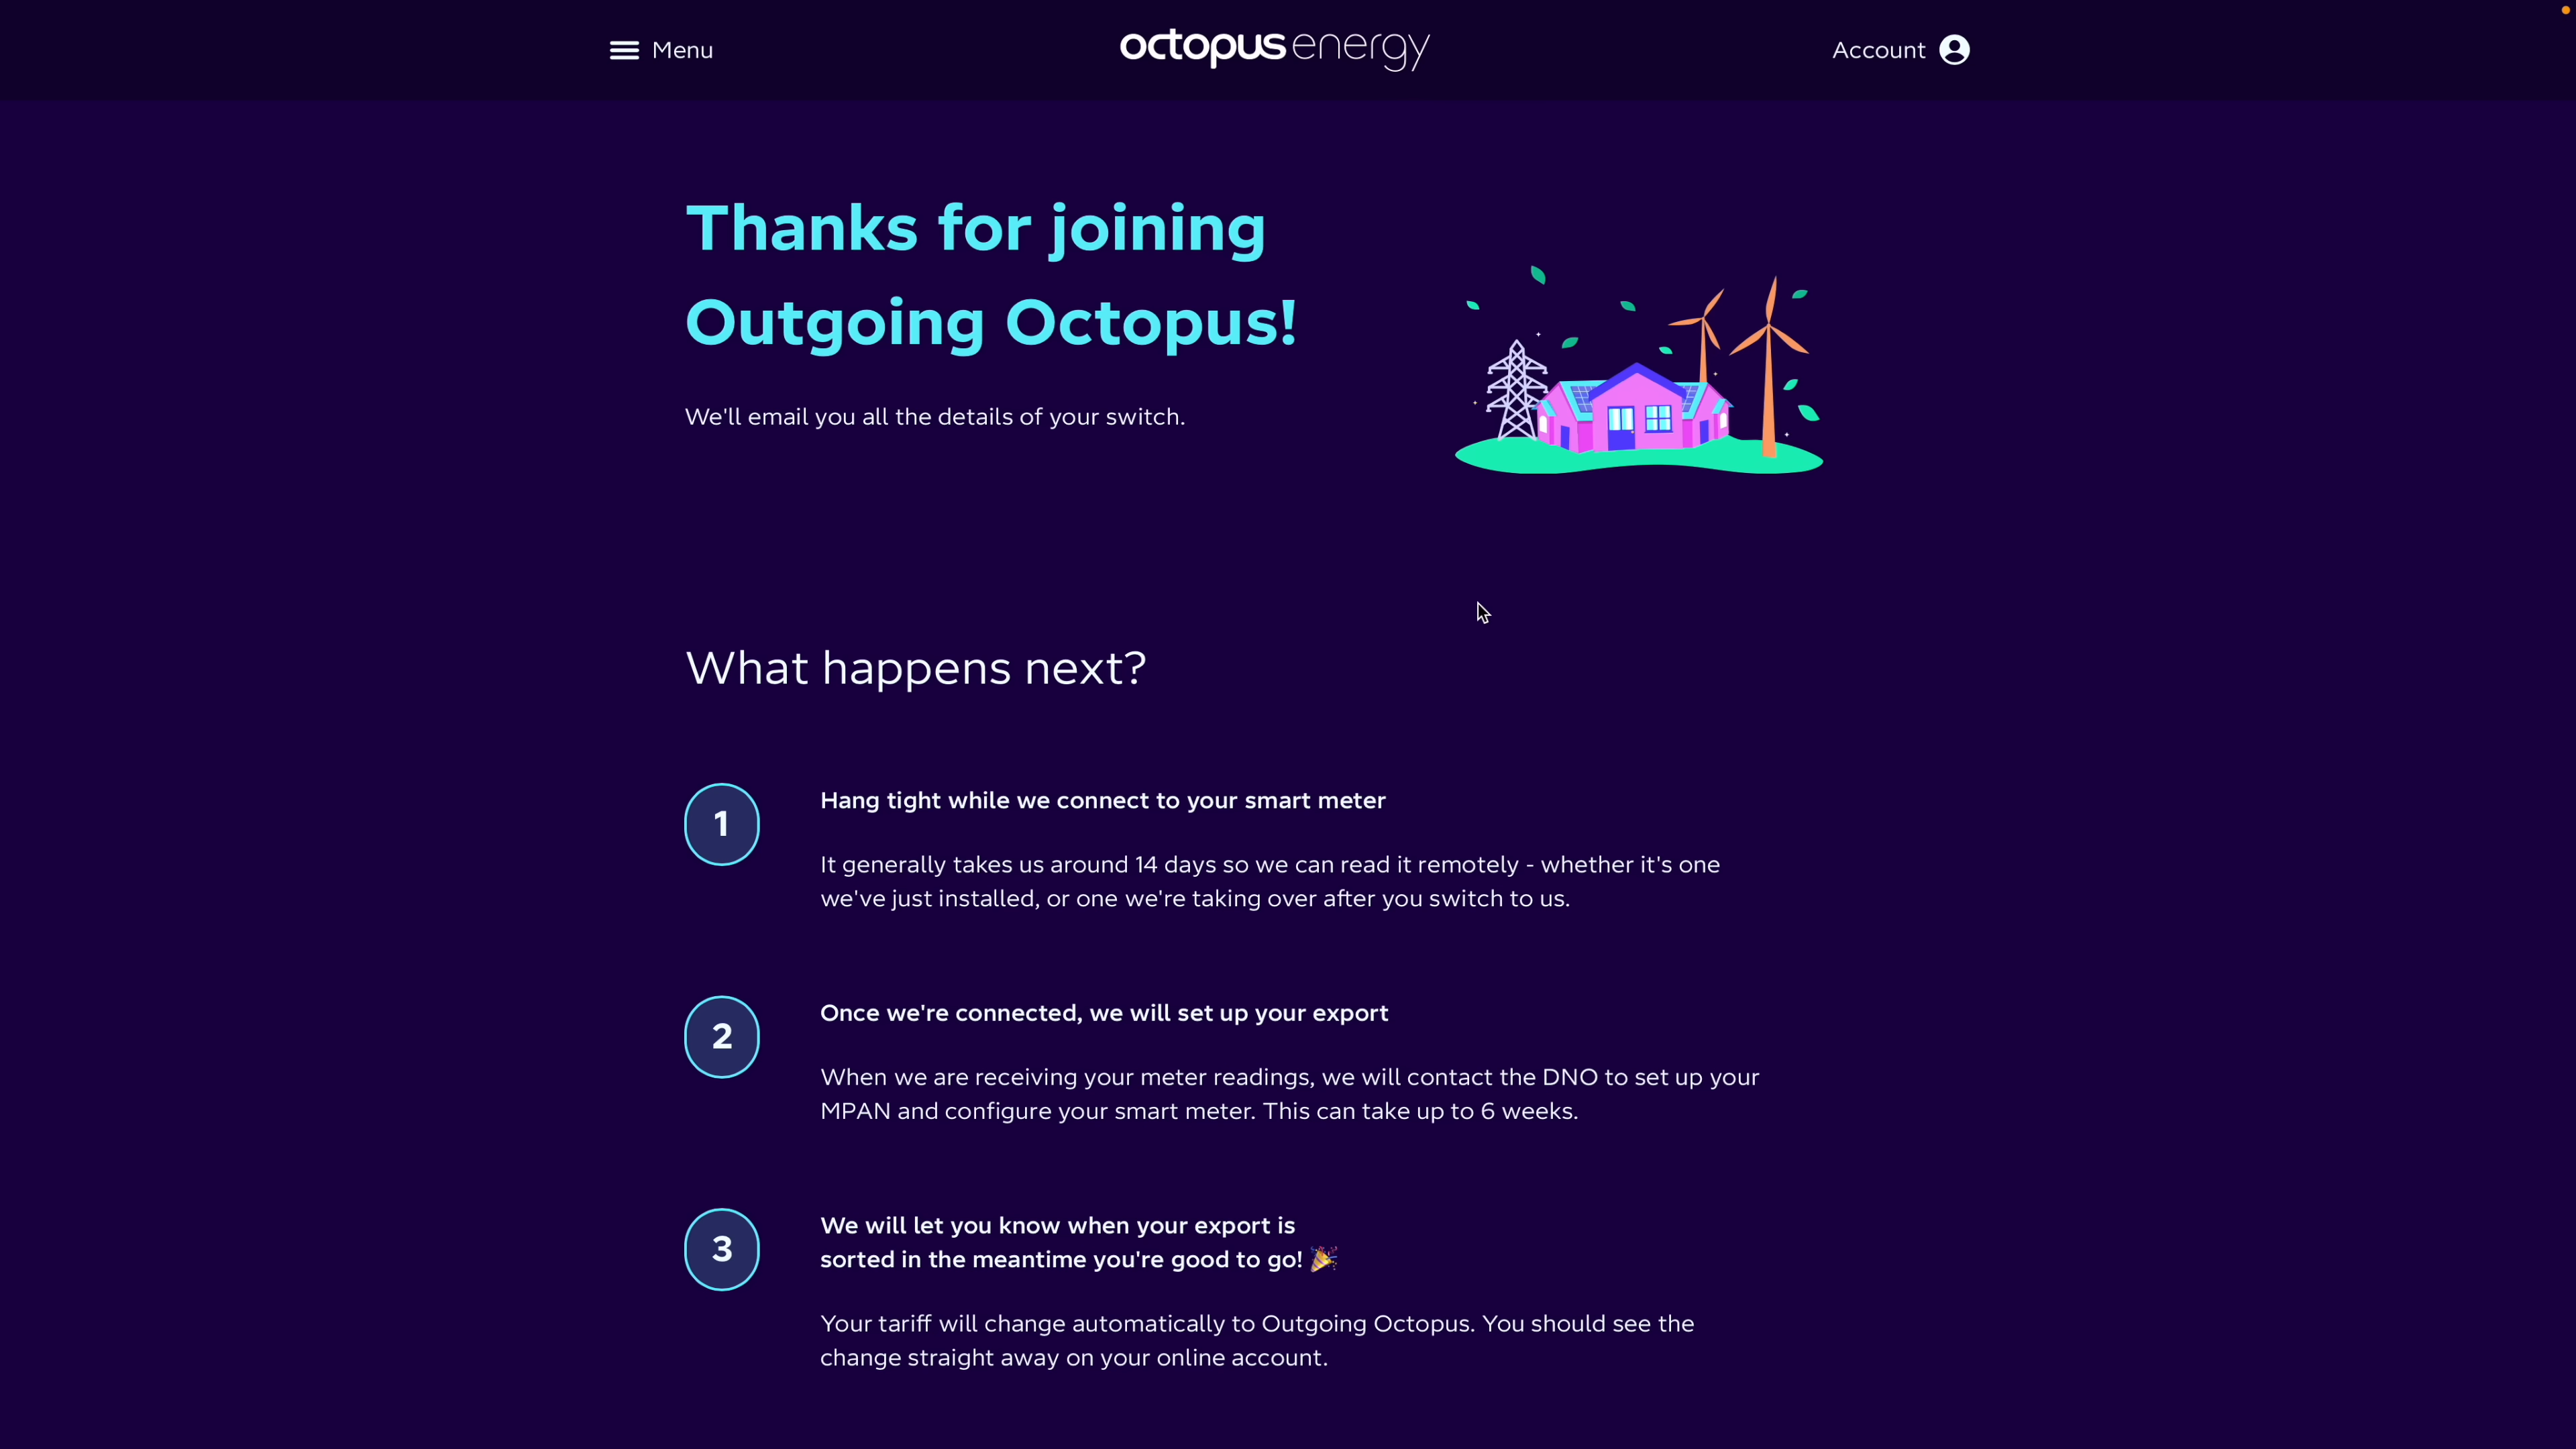 Menu
octopus energy
Account
Thanks for joining
Outgoing Octopus!
We'll email you all the details of your switch.
What happens next?
1
Hang tight while we connect to your smart meter
It generally takes us around 14 days so we can read it remotely - whether it's one
we've just installed, or one we're taking over after you switch to us.
2
Once we're connected, we will set up your export
When we are receiving your meter readings, we will contact the DNO to set up your
MPAN and configure your smart meter. This can take up to 6 weeks.
3
We will let you know when your export is
sorted in the meantime you're good to go! 🎉
Your tariff will change automatically to Outgoing Octopus. You should see the
change straight away on your online account.